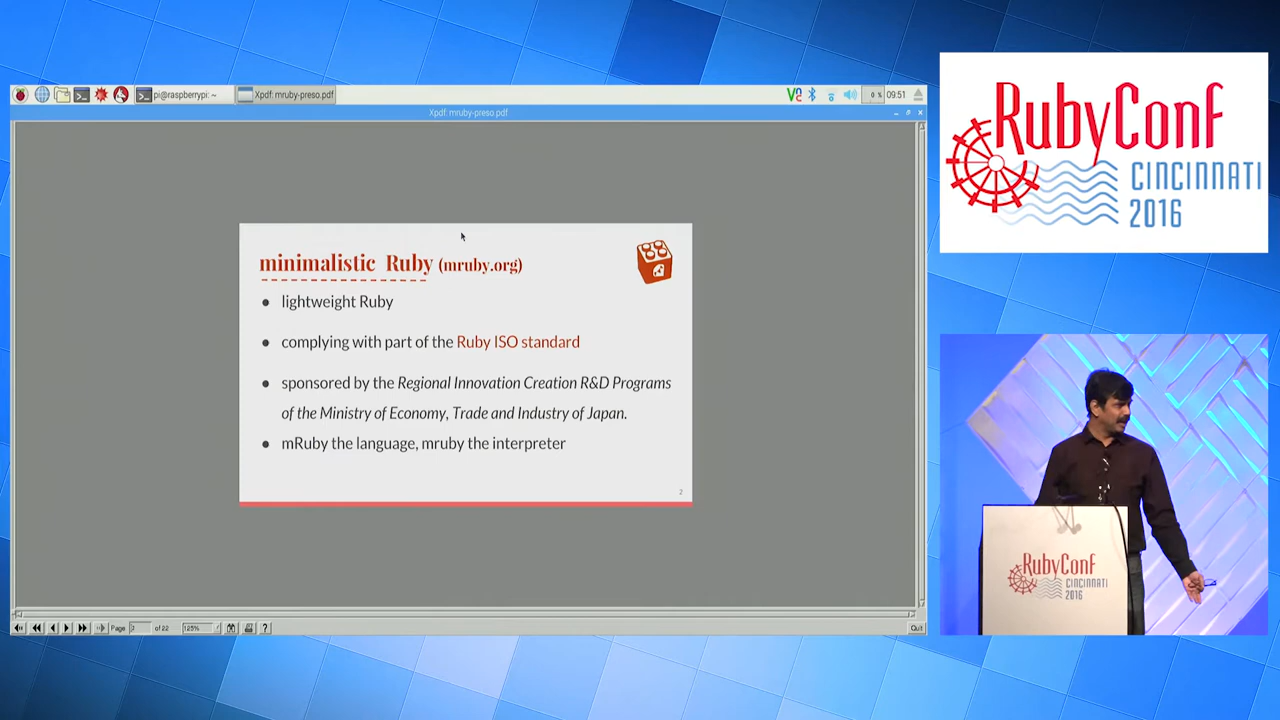 pi@raspberrypi: ~
Xpdf: mruby-preso.pdf
0 %
09:51
Xpdf: mruby-preso.pdf
minimalistic Ruby (mruby.org)
● lightweight Ruby
● complying with part of the Ruby ISO standard
● sponsored by the Regional Innovation Creation R&D Programs
of the Ministry of Economy, Trade and Industry of Japan.
● mRuby the language, mruby the interpreter
2
Page
of 22
125%
?
Quit
RubyConf
CINCINNATI
2016
RubyConf
CINCINNATI
2016